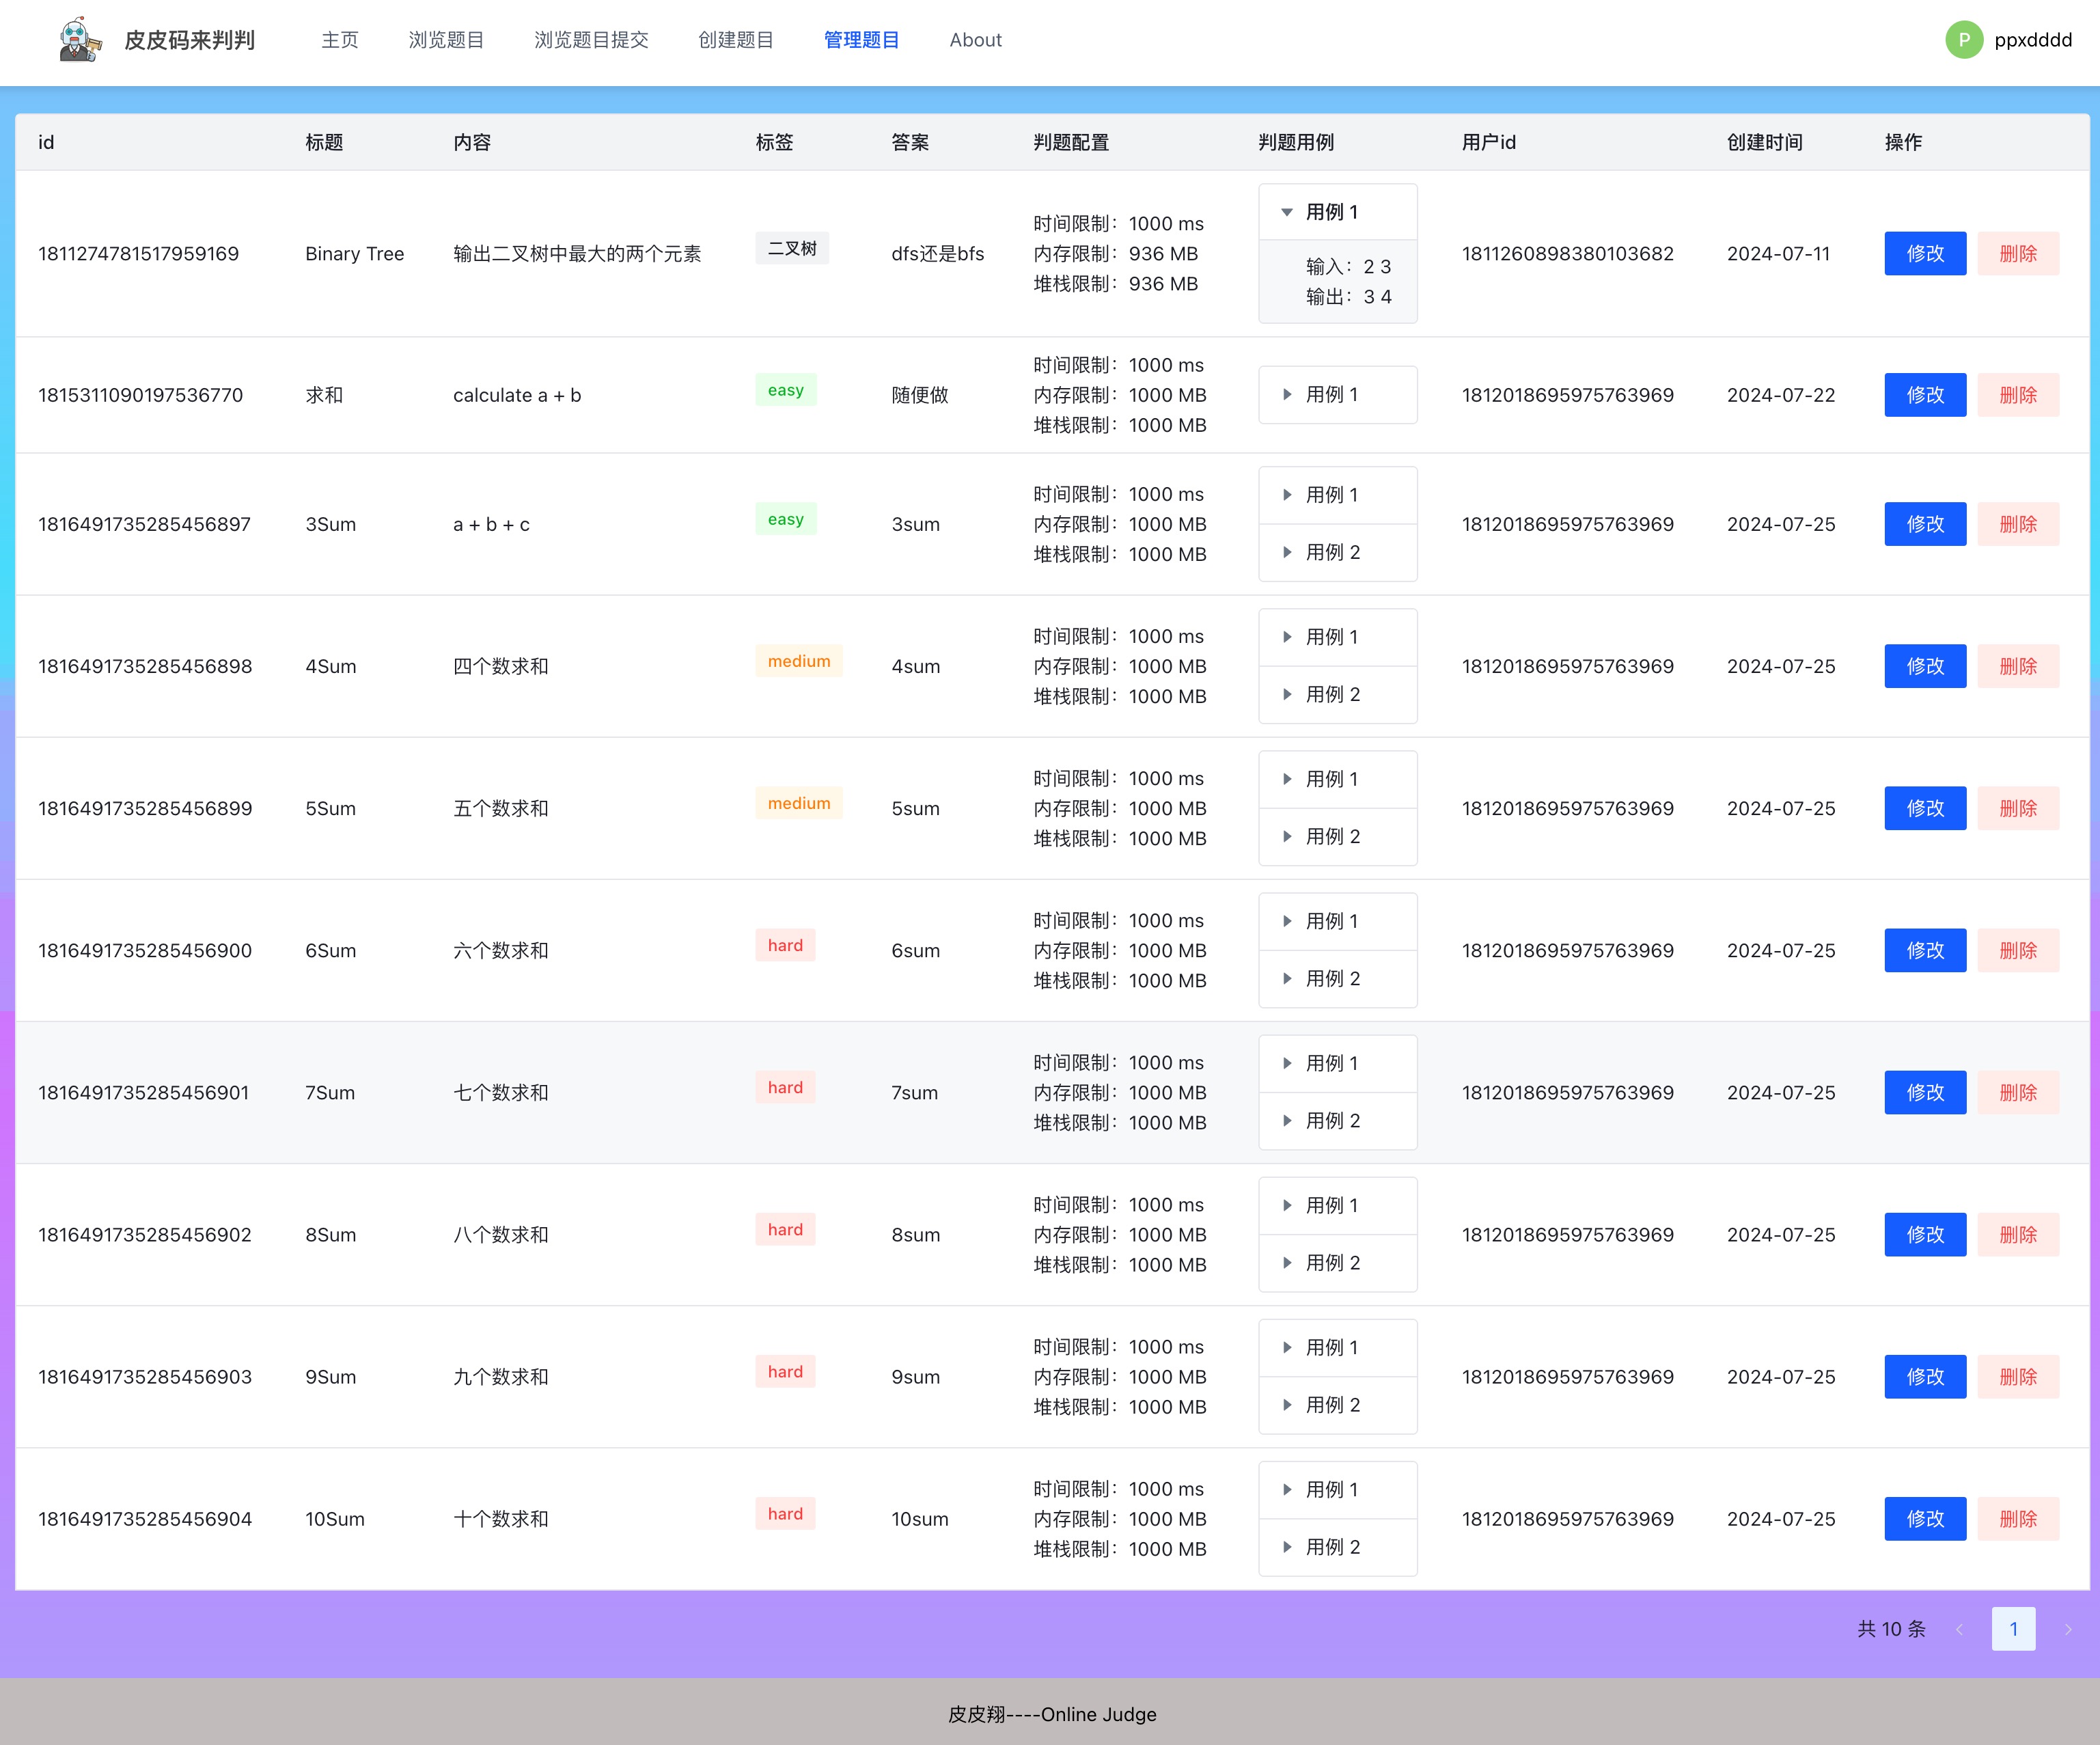 皮皮码来判判 主页 浏览题目 浏览题目提交 创建题目 管理题目 About P ppxdddd
id 标题 内容 标签 答案 判题配置 判题用例 用户id 创建时间 操作
1811274781517959169 Binary Tree 输出二叉树中最大的两个元素 二叉树 dfs还是bfs
时间限制：1000 ms
内存限制：936 MB
堆栈限制：936 MB
用例 1
输入：2 3
输出：3 4
1811260898380103682 2024-07-11 修改 删除
1815311090197536770 求和 calculate a + b easy 随便做
时间限制：1000 ms
内存限制：1000 MB
堆栈限制：1000 MB
用例 1
1812018695975763969 2024-07-22 修改 删除
1816491735285456897 3Sum a + b + c easy 3sum
时间限制：1000 ms
内存限制：1000 MB
堆栈限制：1000 MB
用例 1
用例 2
1812018695975763969 2024-07-25 修改 删除
1816491735285456898 4Sum 四个数求和 medium 4sum
时间限制：1000 ms
内存限制：1000 MB
堆栈限制：1000 MB
用例 1
用例 2
1812018695975763969 2024-07-25 修改 删除
1816491735285456899 5Sum 五个数求和 medium 5sum
时间限制：1000 ms
内存限制：1000 MB
堆栈限制：1000 MB
用例 1
用例 2
1812018695975763969 2024-07-25 修改 删除
1816491735285456900 6Sum 六个数求和 hard 6sum
时间限制：1000 ms
内存限制：1000 MB
堆栈限制：1000 MB
用例 1
用例 2
1812018695975763969 2024-07-25 修改 删除
1816491735285456901 7Sum 七个数求和 hard 7sum
时间限制：1000 ms
内存限制：1000 MB
堆栈限制：1000 MB
用例 1
用例 2
1812018695975763969 2024-07-25 修改 删除
1816491735285456902 8Sum 八个数求和 hard 8sum
时间限制：1000 ms
内存限制：1000 MB
堆栈限制：1000 MB
用例 1
用例 2
1812018695975763969 2024-07-25 修改 删除
1816491735285456903 9Sum 九个数求和 hard 9sum
时间限制：1000 ms
内存限制：1000 MB
堆栈限制：1000 MB
用例 1
用例 2
1812018695975763969 2024-07-25 修改 删除
1816491735285456904 10Sum 十个数求和 hard 10sum
时间限制：1000 ms
内存限制：1000 MB
堆栈限制：1000 MB
用例 1
用例 2
1812018695975763969 2024-07-25 修改 删除
共 10 条 1
皮皮翔----Online Judge